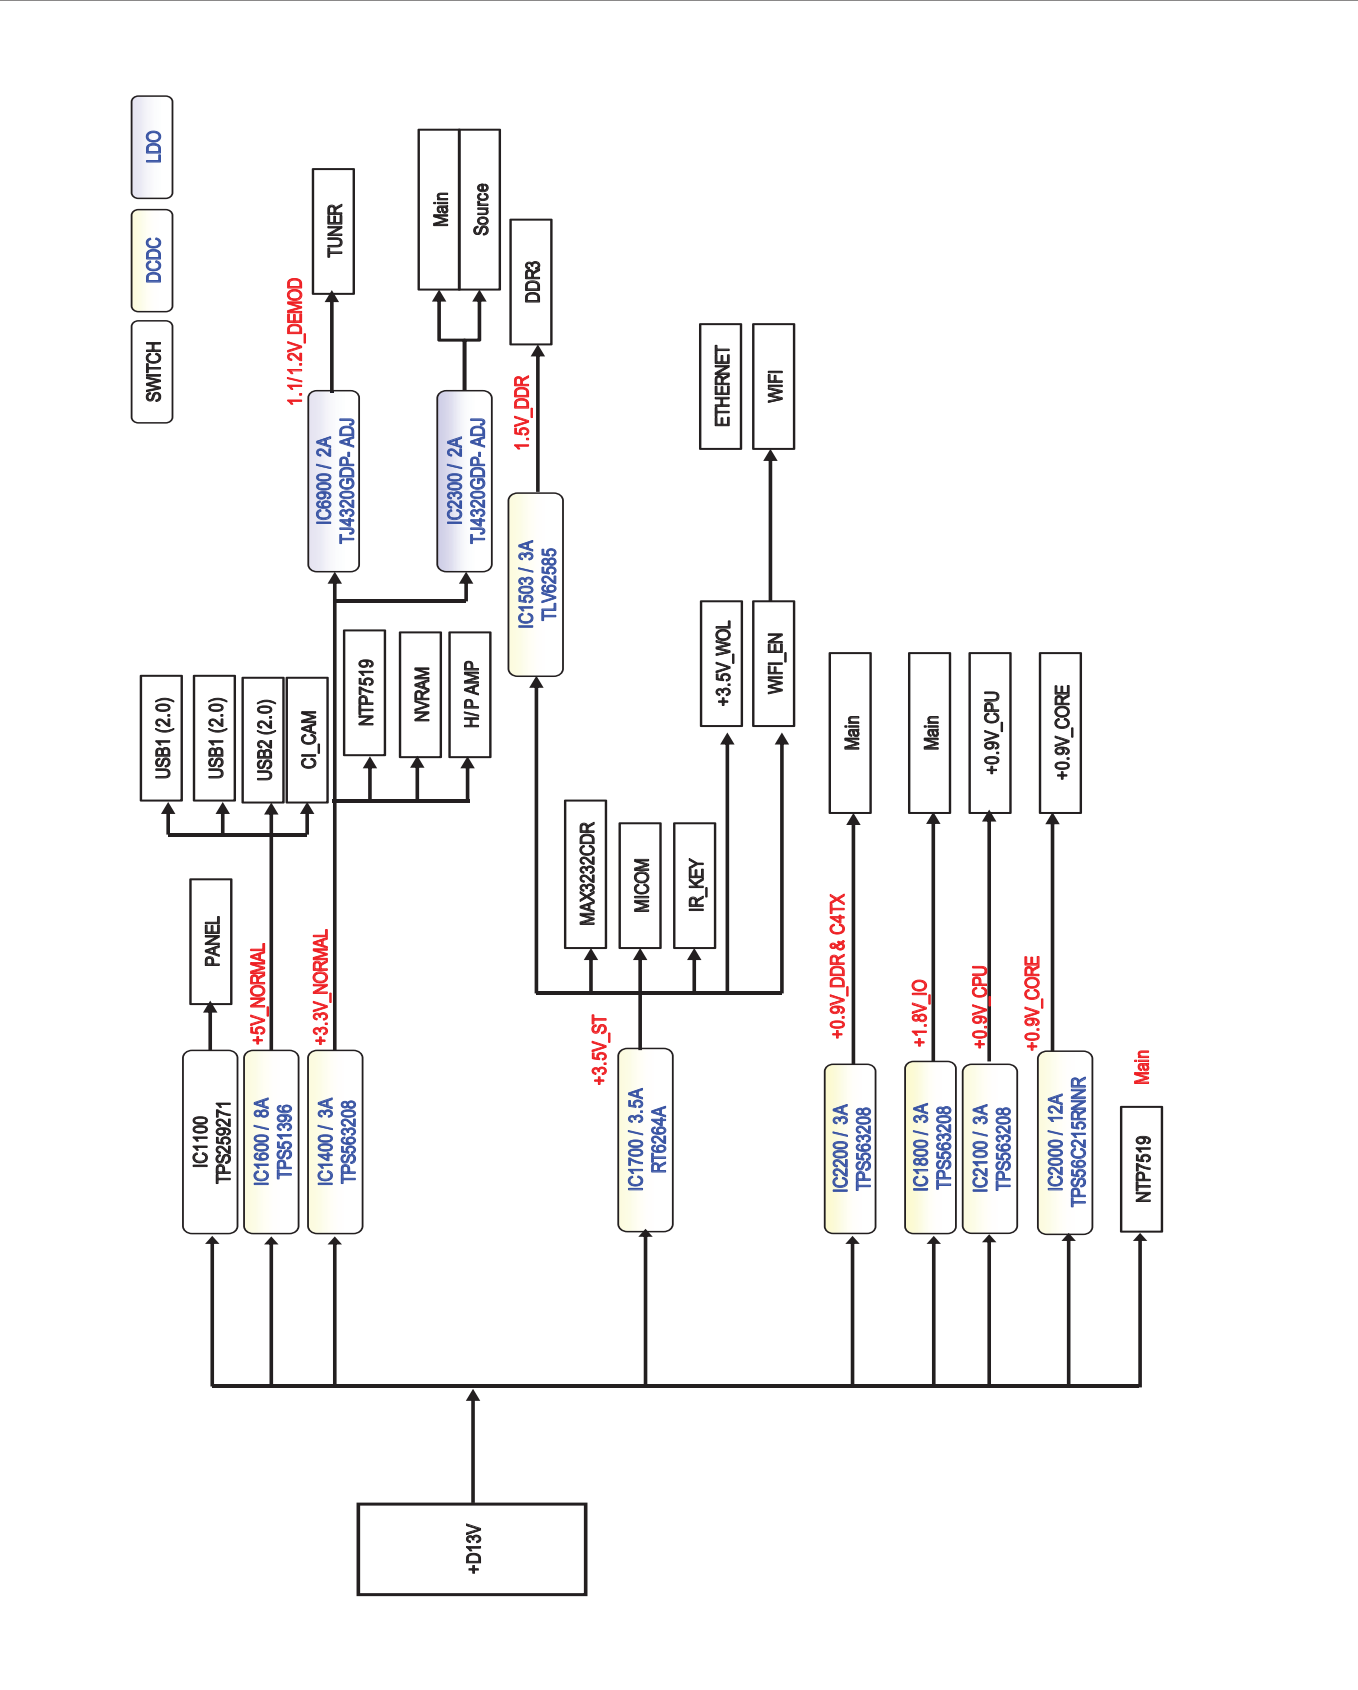 SWITCH
DCDC
LDO
+D13V
IC1100
TPS259271
PANEL
IC1600 / 8A
TPS51396
+5V_NORMAL
USB1 (2.0)
USB1 (2.0)
USB2 (2.0)
CI_CAM
IC1400 / 3A
TPS563208
+3.3V_NORMAL
NTP7519
NVRAM
H/P AMP
IC6900 / 2A
TJ4320GDP- ADJ
1.1/1.2V_DEMOD
TUNER
IC2300 / 2A
TJ4320GDP- ADJ
Main
Source
IC1700 / 3.5A
RT6264A
+3.5V_ST
IC1503 / 3A
TLV62585
1.5V_DDR
DDR3
MAX3232CDR
MICOM
IR_KEY
+3.5V_WOL
ETHERNET
WIFI_EN
WIFI
IC2200 / 3A
TPS563208
+0.9V_DDR & C4TX
Main
IC1800 / 3A
TPS563208
+1.8V_IO
Main
IC2100 / 3A
TPS563208
+0.9V_CPU
+0.9V_CPU
IC2000 / 12A
TPS56C215RNNR
+0.9V_CORE
+0.9V_CORE
NTP7519
Main